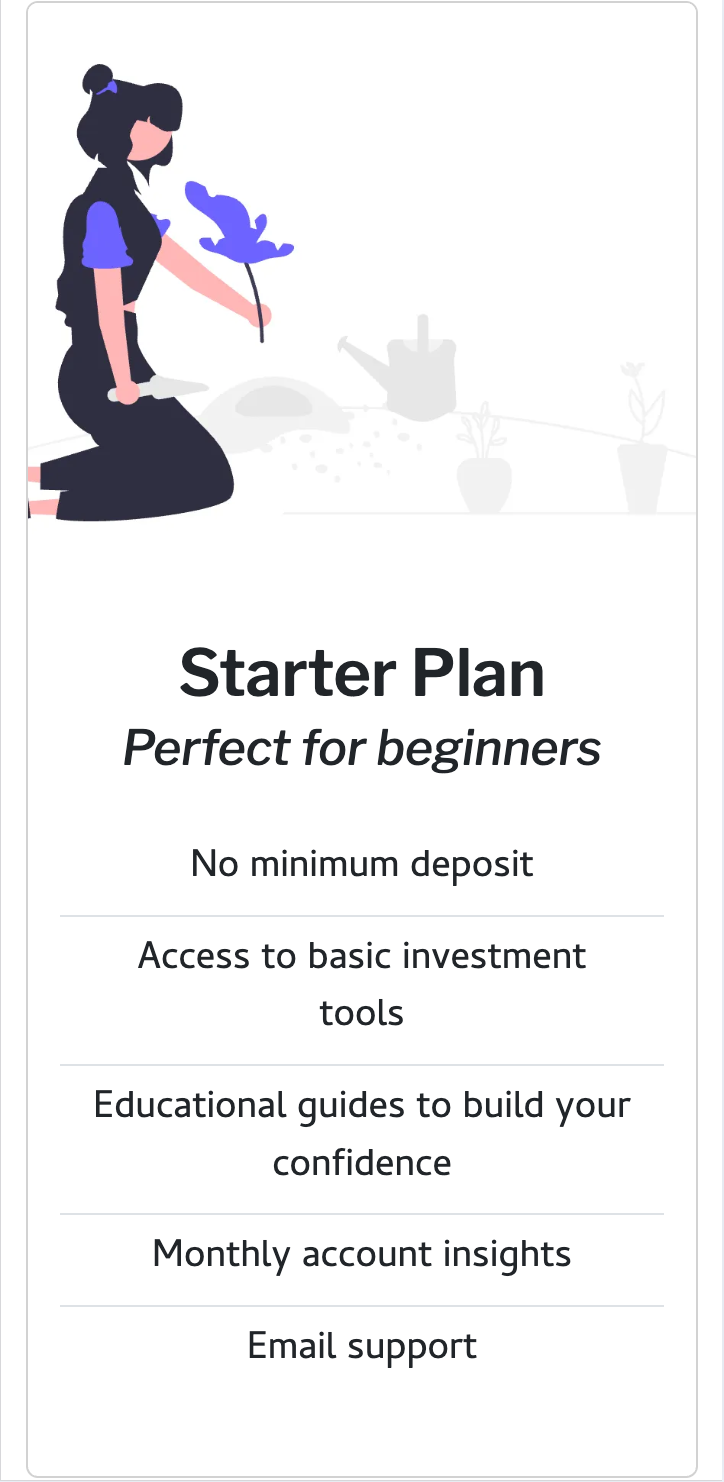 Starter Plan
Perfect for beginners
No minimum deposit
Access to basic investment
tools
Educational guides to build your
confidence
Monthly account insights
Email support